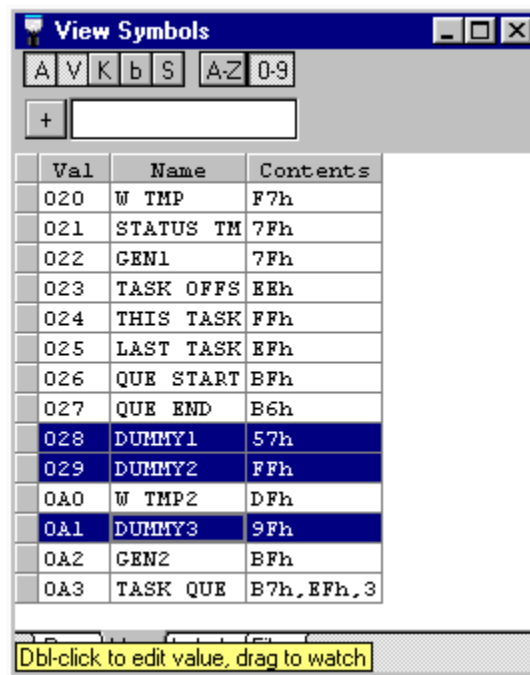 View Symbols
A V K b S A-Z 0-9
+
Val Name Contents
020 W TMP F7h
021 STATUS TM 7Fh
022 GEN1 7Fh
023 TASK OFFS EEh
024 THIS TASK FFh
025 LAST TASK EFh
026 QUE START BFh
027 QUE END B6h
028 DUMMY1 57h
029 DUMMY2 FFh
0A0 W TMP2 DFh
0A1 DUMMY3 9Fh
0A2 GEN2 BFh
0A3 TASK QUE B7h,EFh,3
Dbl-click to edit value, drag to watch